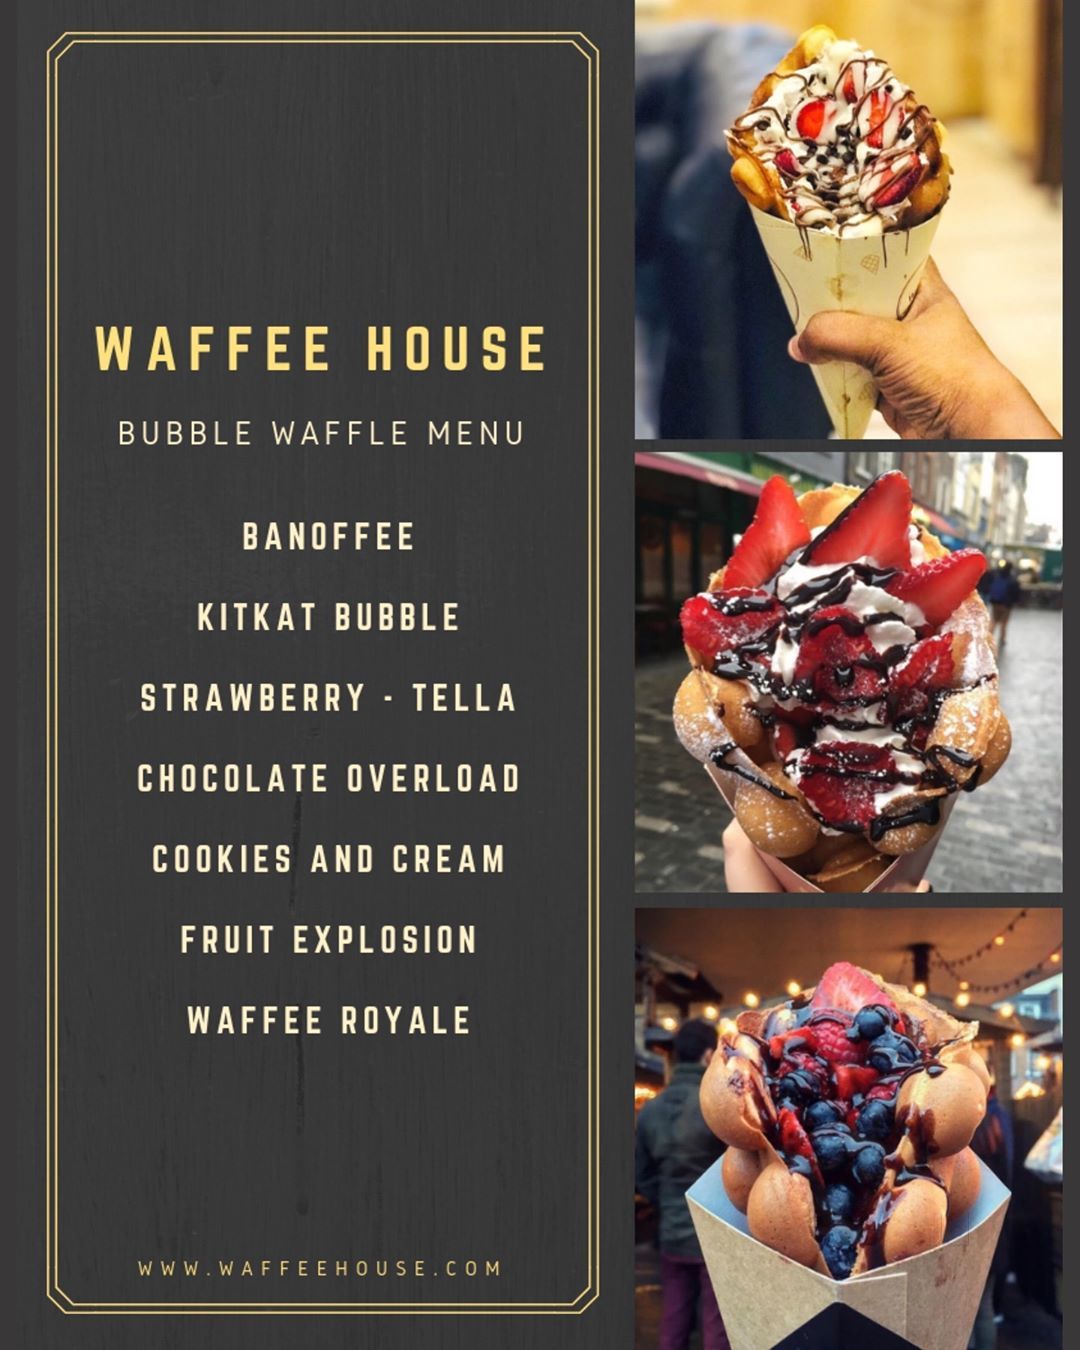 WAFFEE HOUSE
BUBBLE WAFFLE MENU
BANOFFEE
KITKAT BUBBLE
STRAWBERRY - TELLA
CHOCOLATE OVERLOAD
COOKIES AND CREAM
FRUIT EXPLOSION
WAFFEE ROYALE
WWW.WAFFEEHOUSE.COM